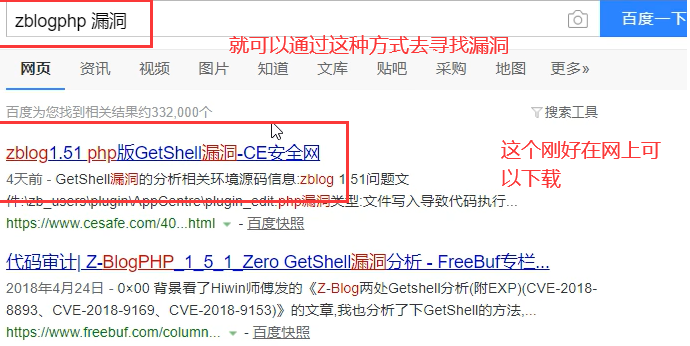 zblogphp 漏洞
百度一下
就可以通过这种方式去寻找漏洞
网页 资讯 视频 图片 知道 文库 贴吧 采购 地图 更多»
百度为您找到相关结果约332,000个
搜索工具
zblog1.51 php版GetShell漏洞-CE安全网
这个刚好在网上可
以下载
4天前 - GetShell漏洞的分析相关环境源码信息:zblog 1.51问题文
件:\zb_users\plugin\AppCentre\plugin_edit.php漏洞类型:文件写入导致代码执行...
https://www.cesafe.com/40...html - 百度快照
代码审计| Z-BlogPHP_1_5_1_Zero GetShell漏洞分析 - FreeBuf专栏...
2018年4月24日 - 0×00 背景看了Hiwin师傅发的《Z-Blog两处Getshell分析(附EXP)(CVE-2018-
8893、CVE-2018-9169、CVE-2018-9153)》的文章,我也分析了下GetShell的方法,...
https://www.freebuf.com/column... - 百度快照